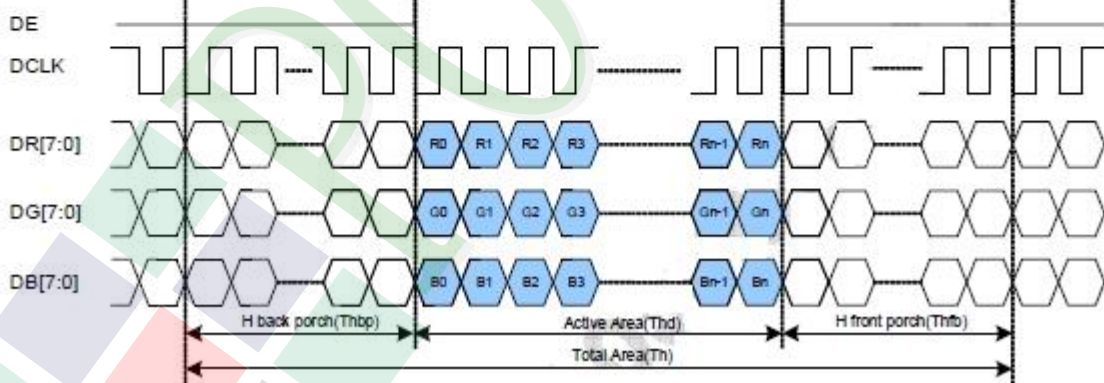 DE
DCLK
DR[7:0] R0 R1 R2 R3 Rn-1 Rn
DG[7:0] G0 G1 G2 G3 Gn-1 Gn
DB[7:0] B0 B1 B2 B3 Bn-1 Bn
H back porch(Thbp) Active Area(Thd) H front porch(Thfb)
Total Area(Th)